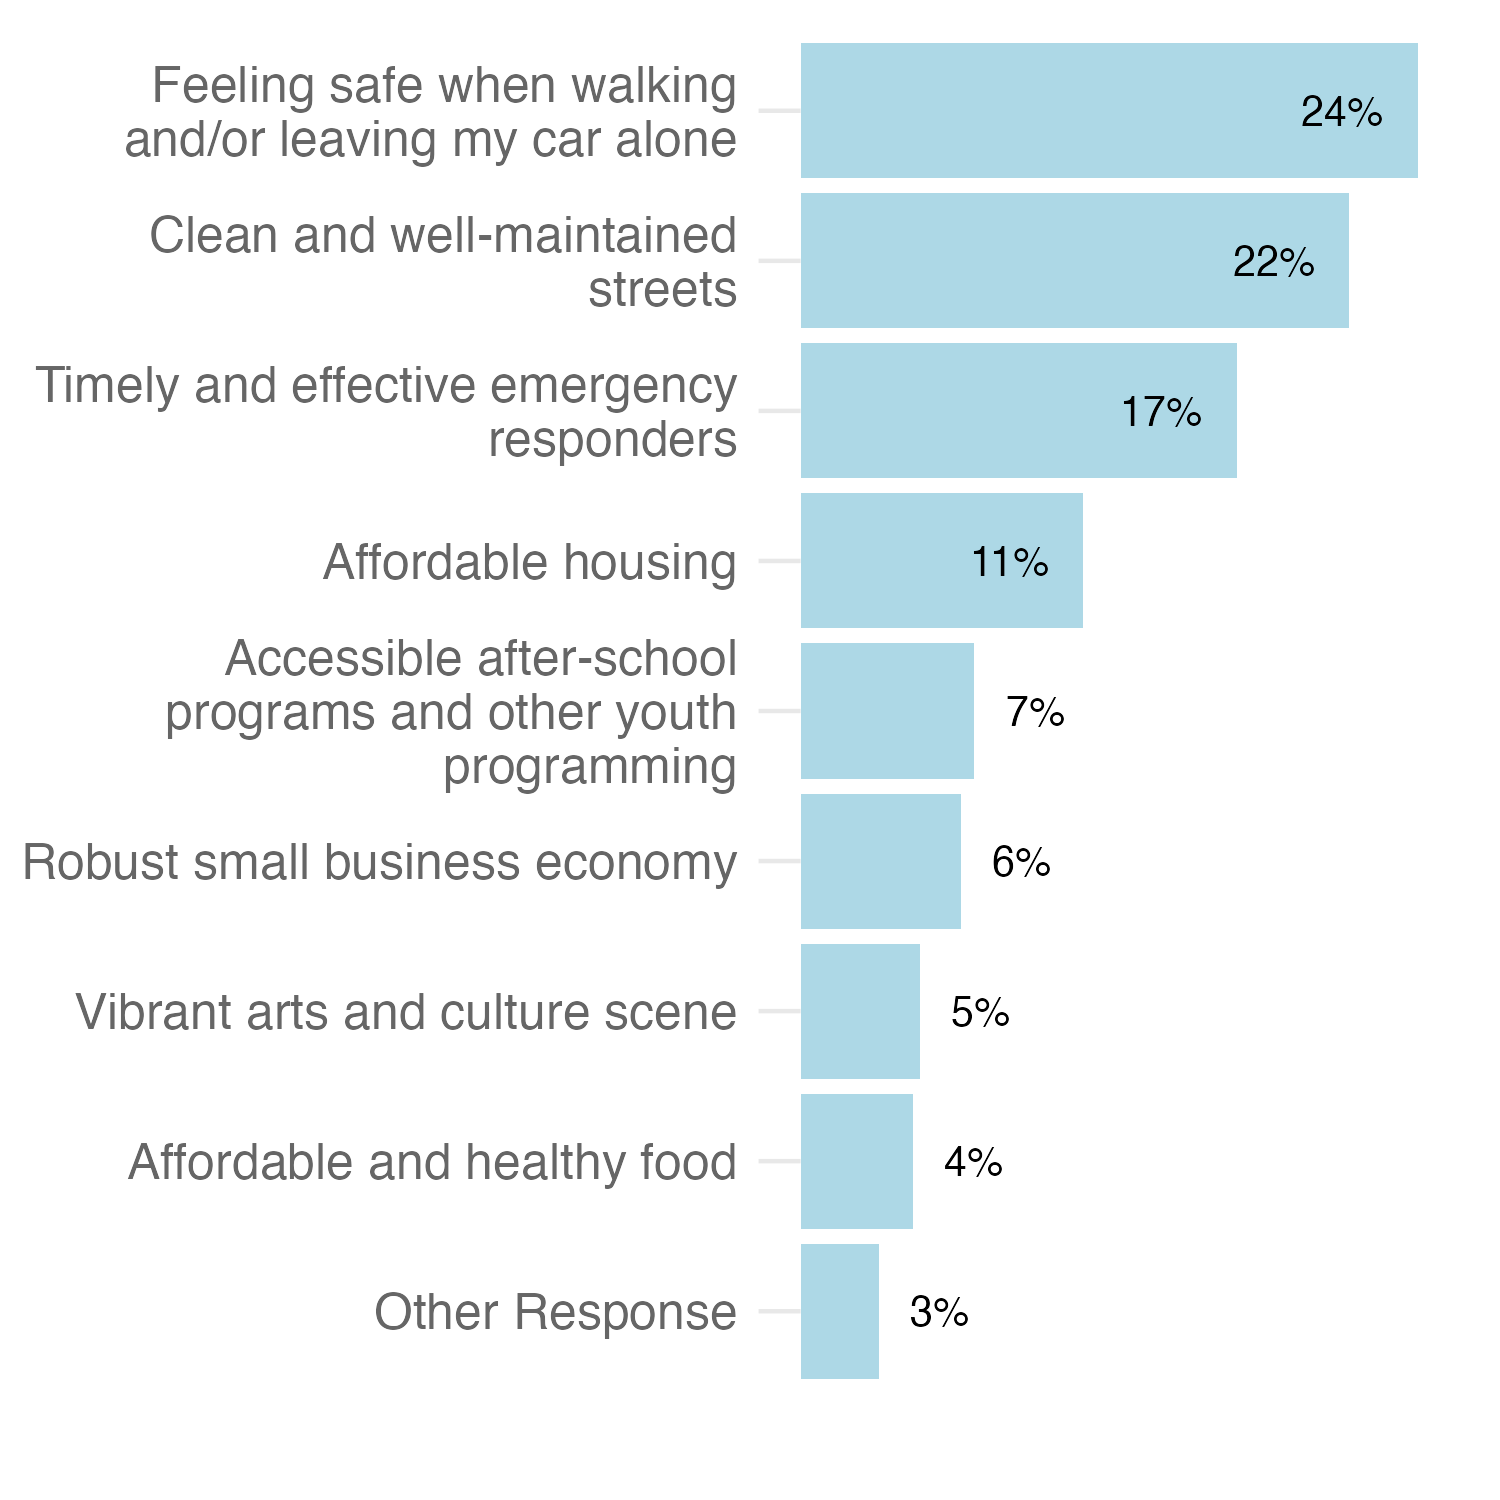 Feeling safe when walking
and/or leaving my car alone
24%
Clean and well-maintained
streets
22%
Timely and effective emergency
responders
17%
Affordable housing
11%
Accessible after-school
programs and other youth
programming
7%
Robust small business economy
6%
Vibrant arts and culture scene
5%
Affordable and healthy food
4%
Other Response
3%